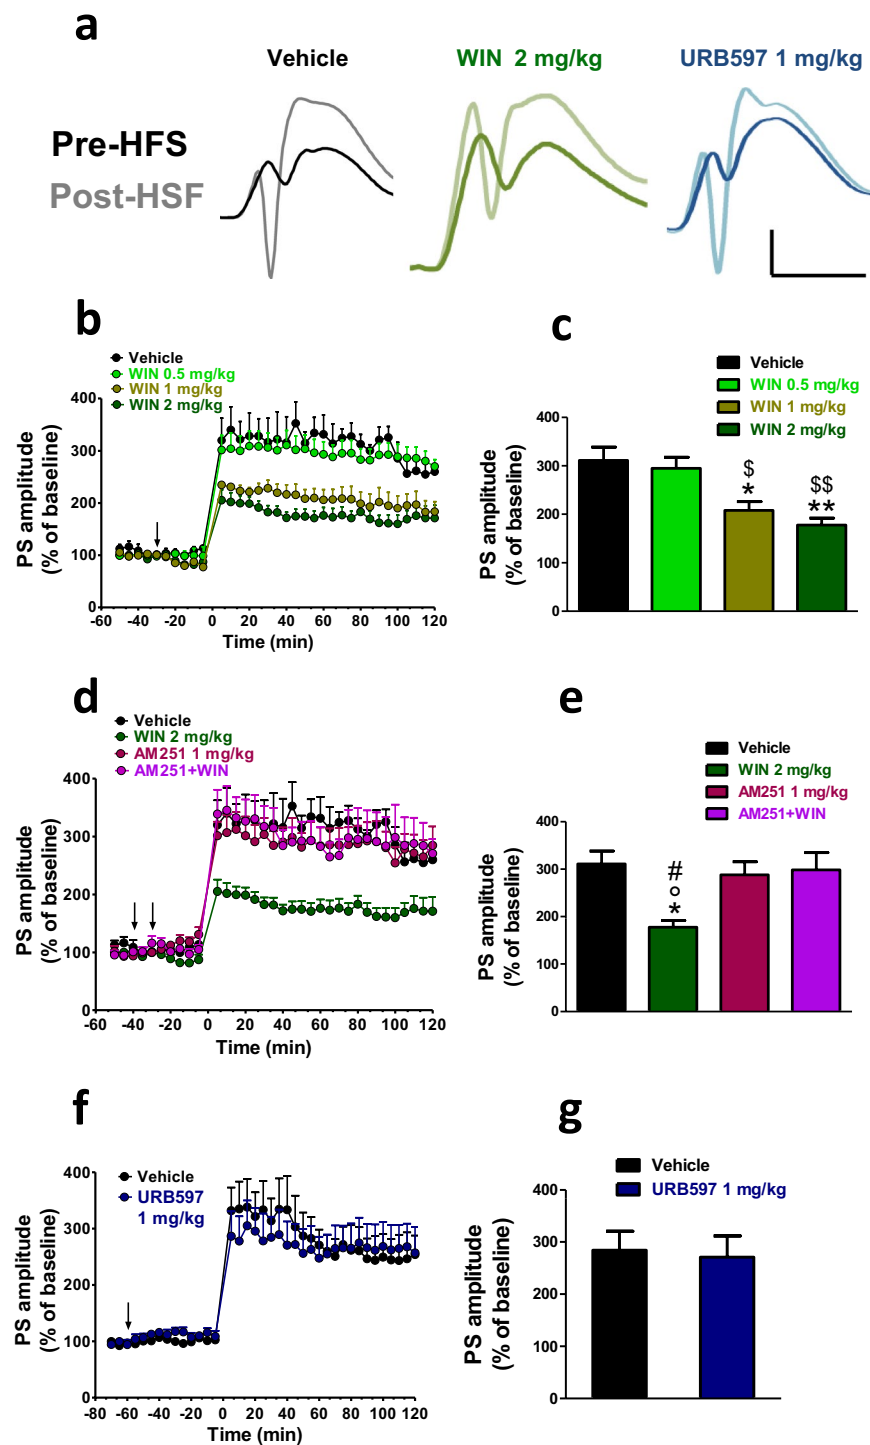 a
Vehicle
WIN 2 mg/kg
URB597 1 mg/kg
Pre-HFS
Post-HSF
b
Vehicle
WIN 0.5 mg/kg
WIN 1 mg/kg
WIN 2 mg/kg
PS amplitude
(% of baseline)
400
300
200
100
0
-60 -40 -20 0 20 40 60 80 100 120
Time (min)
c
Vehicle
WIN 0.5 mg/kg
WIN 1 mg/kg
WIN 2 mg/kg
PS amplitude
(% of baseline)
400
300
200
100
0
$
*
$$
**
d
Vehicle
WIN 2 mg/kg
AM251 1 mg/kg
AM251+WIN
PS amplitude
(% of baseline)
400
300
200
100
0
-60 -40 -20 0 20 40 60 80 100 120
Time (min)
e
Vehicle
WIN 2 mg/kg
AM251 1 mg/kg
AM251+WIN
PS amplitude
(% of baseline)
400
300
200
100
0
#
°
*
f
Vehicle
URB597
1 mg/kg
PS amplitude
(% of baseline)
400
300
200
100
0
-80 -60 -40 -20 0 20 40 60 80 100 120
Time (min)
g
Vehicle
URB597 1 mg/kg
PS amplitude
(% of baseline)
400
300
200
100
0